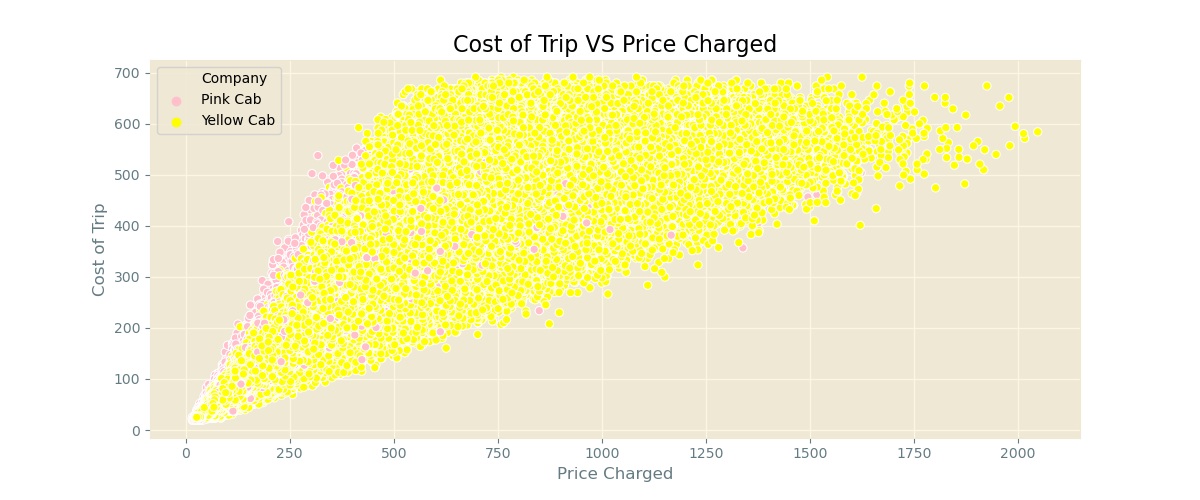 Cost of Trip VS Price Charged
Company
Pink Cab
Yellow Cab
700
600
500
400
300
200
100
0
Cost of Trip
0 250 500 750 1000 1250 1500 1750 2000
Price Charged